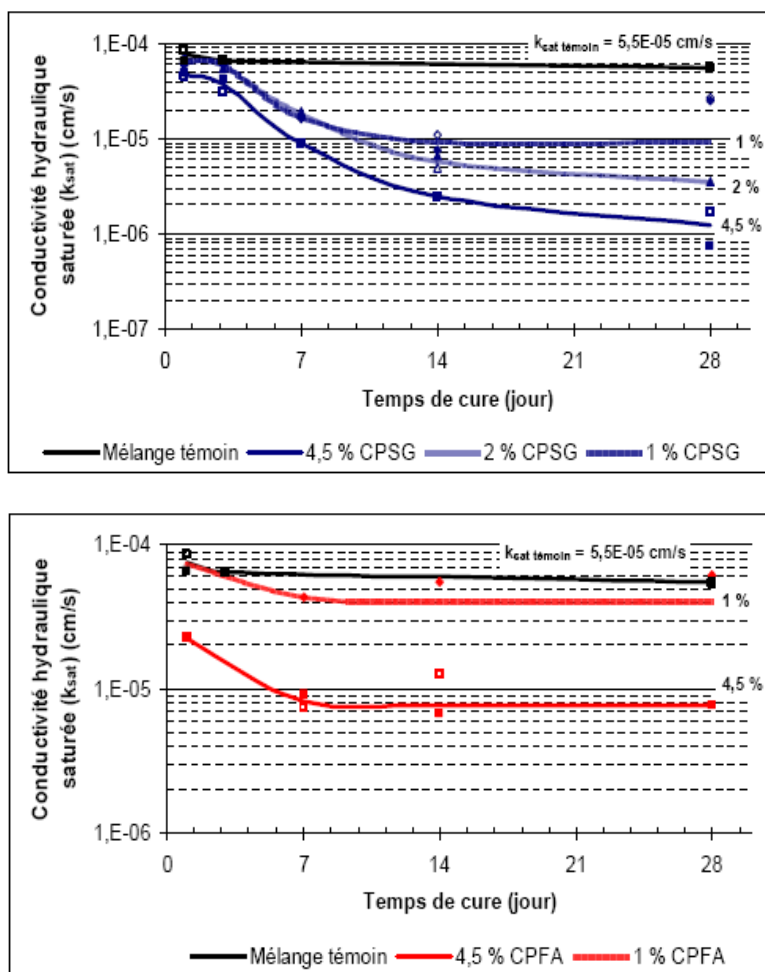 Conductivité hydraulique
saturée (ksat) (cm/s)
1,E-04
1,E-05
1,E-06
1,E-07
ksat témoin = 5,5E-05 cm/s
1 %
2 %
4,5 %
0 7 14 21 28
Temps de cure (jour)
Mélange témoin 4,5 % CPSG 2 % CPSG 1 % CPSG
Conductivité hydraulique
saturée (ksat) (cm/s)
1,E-04
1,E-05
1,E-06
ksat témoin = 5,5E-05 cm/s
1 %
4,5 %
0 7 14 21 28
Temps de cure (jour)
Mélange témoin 4,5 % CPFA 1 % CPFA